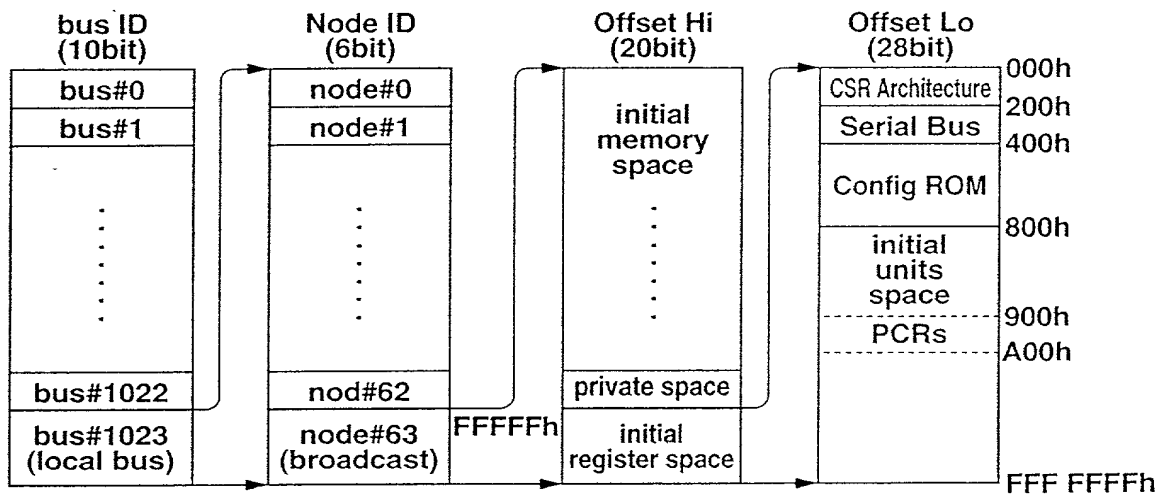 bus ID
(10bit)
bus#0
bus#1
bus#1022
bus#1023
(local bus)
Node ID
(6bit)
node#0
node#1
nod#62
node#63
(broadcast)
FFFFFh
Offset Hi
(20bit)
initial
memory
space
private space
initial
register space
Offset Lo
(28bit)
CSR Architecture
Serial Bus
Config ROM
initial
units
space
PCRs
000h
200h
400h
800h
900h
A00h
FFF FFFFh